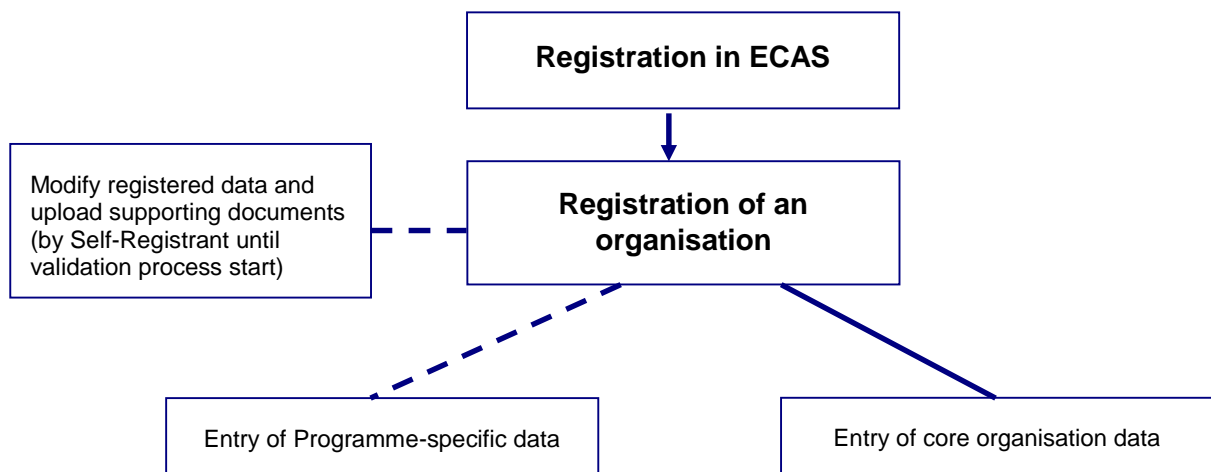 Registration in ECAS
Modify registered data and
upload supporting documents
(by Self-Registrant until
validation process start)
Registration of an
organisation
Entry of Programme-specific data
Entry of core organisation data